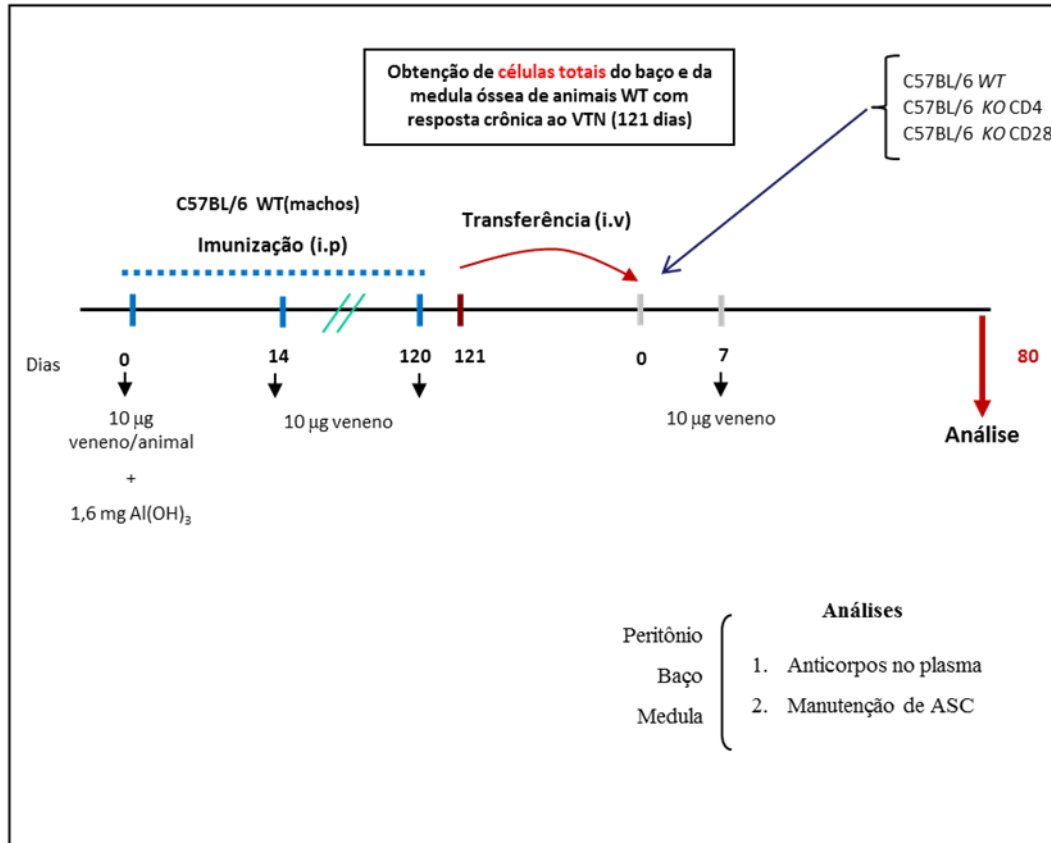 Obtenção de células totais do baço e da
medula óssea de animais WT com
resposta crônica ao VTN (121 dias)
C57BL/6 WT
C57BL/6 KO CD4
C57BL/6 KO CD28
C57BL/6 WT(machos)
Imunização (i.p)
Transferência (i.v)
Dias 0 14 120 121 0 7 80
10 µg
veneno/animal
+
1,6 mg Al(OH)₃
10 µg veneno
10 µg veneno
Análise
Peritônio
Baço
Medula
Análises
1. Anticorpos no plasma
2. Manutenção de ASC